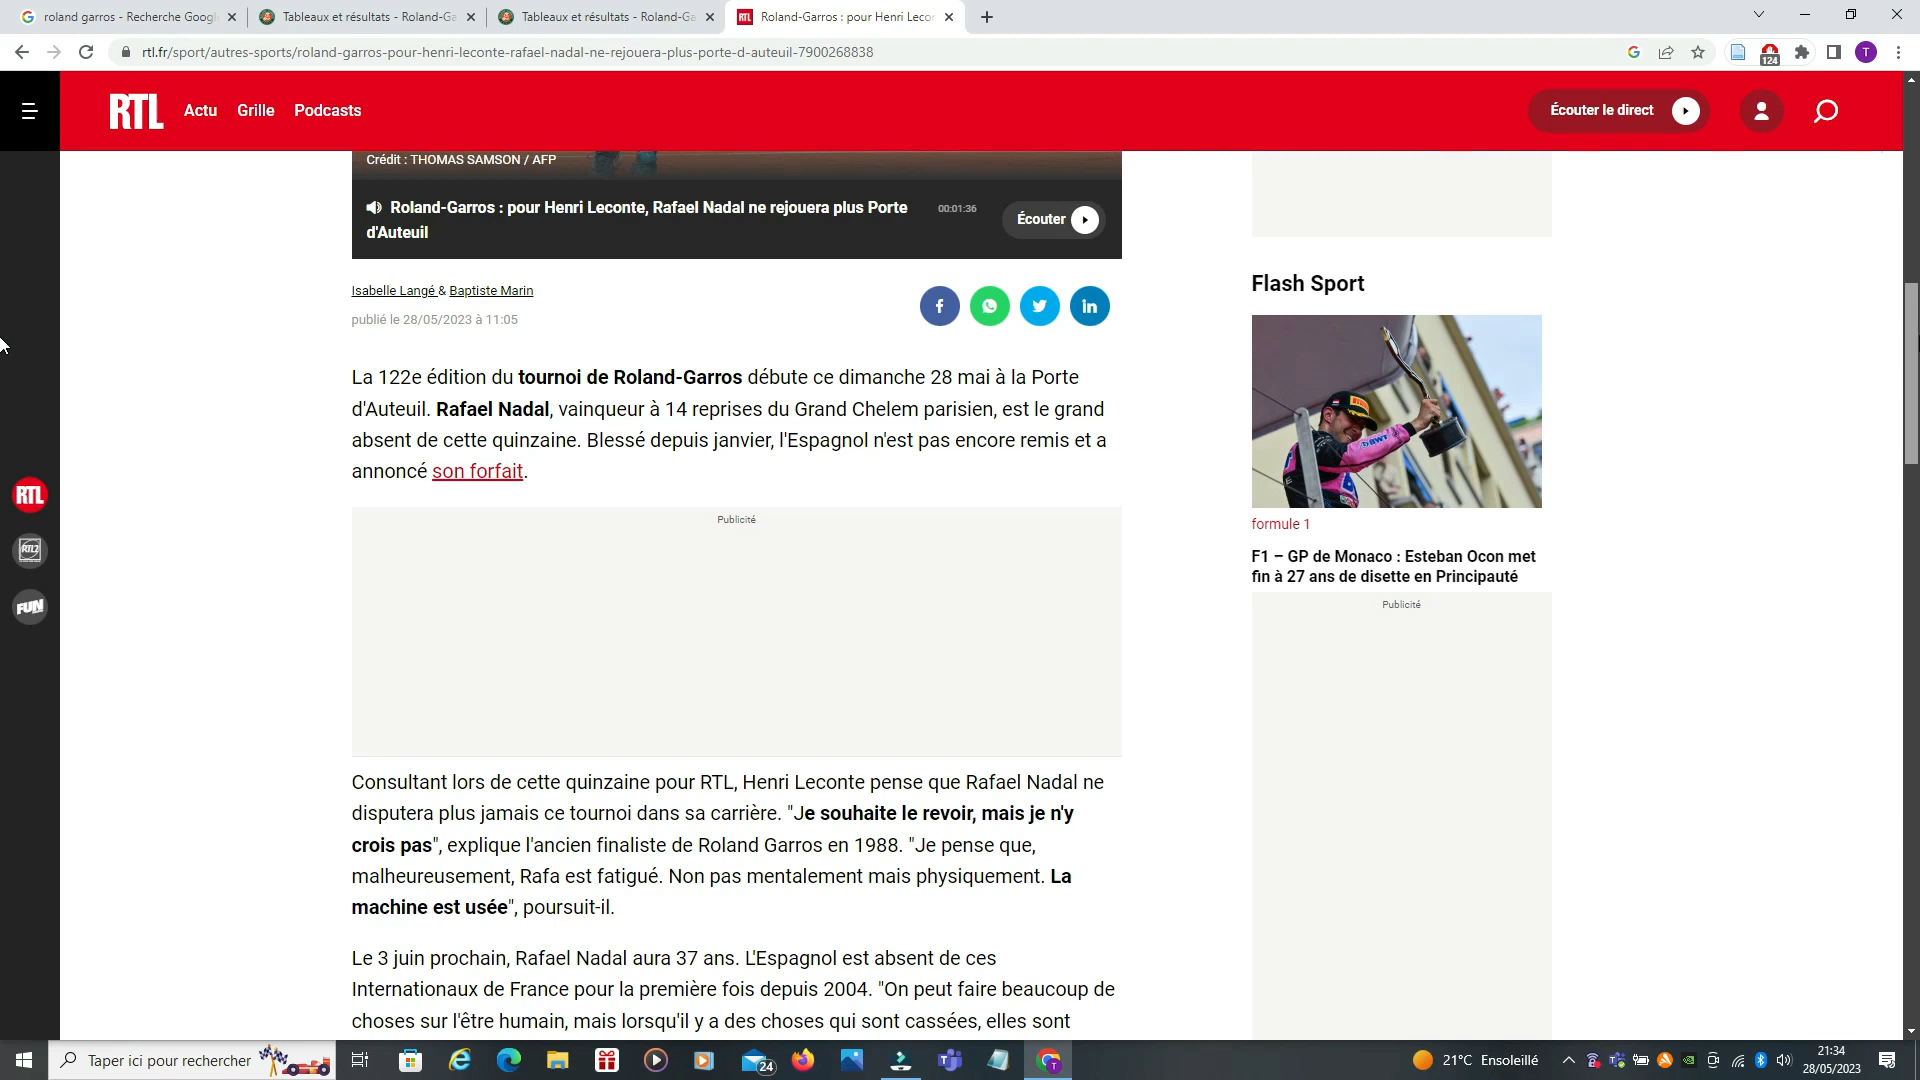 roland garros - Recherche Googl
Tableaux et résultats - Roland-Ga
Tableaux et résultats - Roland-Ga
Roland-Garros : pour Henri Lecor
rtl.fr/sport/autres-sports/roland-garros-pour-henri-leconte-rafael-nadal-ne-rejouera-plus-porte-d-auteuil-7900268838
124
T
RTL
Actu
Grille
Podcasts
Écouter le direct
Crédit : THOMAS SAMSON / AFP
Roland-Garros : pour Henri Leconte, Rafael Nadal ne rejouera plus Porte
d'Auteuil
00:01:36
Écouter
Isabelle Langé & Baptiste Marin
publié le 28/05/2023 à 11:05
La 122e édition du tournoi de Roland-Garros débute ce dimanche 28 mai à la Porte
d'Auteuil. Rafael Nadal, vainqueur à 14 reprises du Grand Chelem parisien, est le grand
absent de cette quinzaine. Blessé depuis janvier, l'Espagnol n'est pas encore remis et a
annoncé son forfait.
Publicité
Consultant lors de cette quinzaine pour RTL, Henri Leconte pense que Rafael Nadal ne
disputera plus jamais ce tournoi dans sa carrière. "Je souhaite le revoir, mais je n'y
crois pas", explique l'ancien finaliste de Roland Garros en 1988. "Je pense que,
malheureusement, Rafa est fatigué. Non pas mentalement mais physiquement. La
machine est usée", poursuit-il.
Le 3 juin prochain, Rafael Nadal aura 37 ans. L'Espagnol est absent de ces
Internationaux de France pour la première fois depuis 2004. "On peut faire beaucoup de
choses sur l'être humain, mais lorsqu'il y a des choses qui sont cassées, elles sont
Flash Sport
formule 1
F1 – GP de Monaco : Esteban Ocon met
fin à 27 ans de disette en Principauté
Publicité
RTL
RTL2
FUN
Taper ici pour rechercher
24
T
21°C Ensoleillé
21:34
28/05/2023